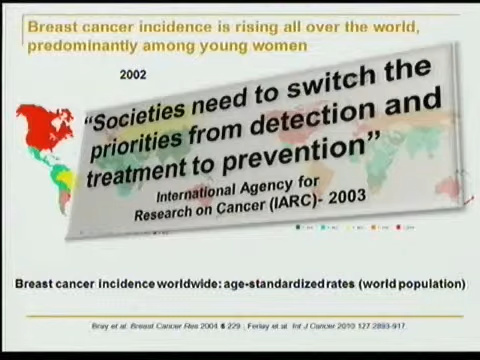 Breast cancer incidence is rising all over the world,
predominantly among young women
2002
“Societies need to switch the
priorities from detection and
treatment to prevention”
International Agency for
Research on Cancer (IARC)- 2003
Breast cancer incidence worldwide: age-standardized rates (world population)
Bray et al. Breast Cancer Res 2004 6 229 ; Ferlay et al. Int J Cancer 2010 127 2893-917